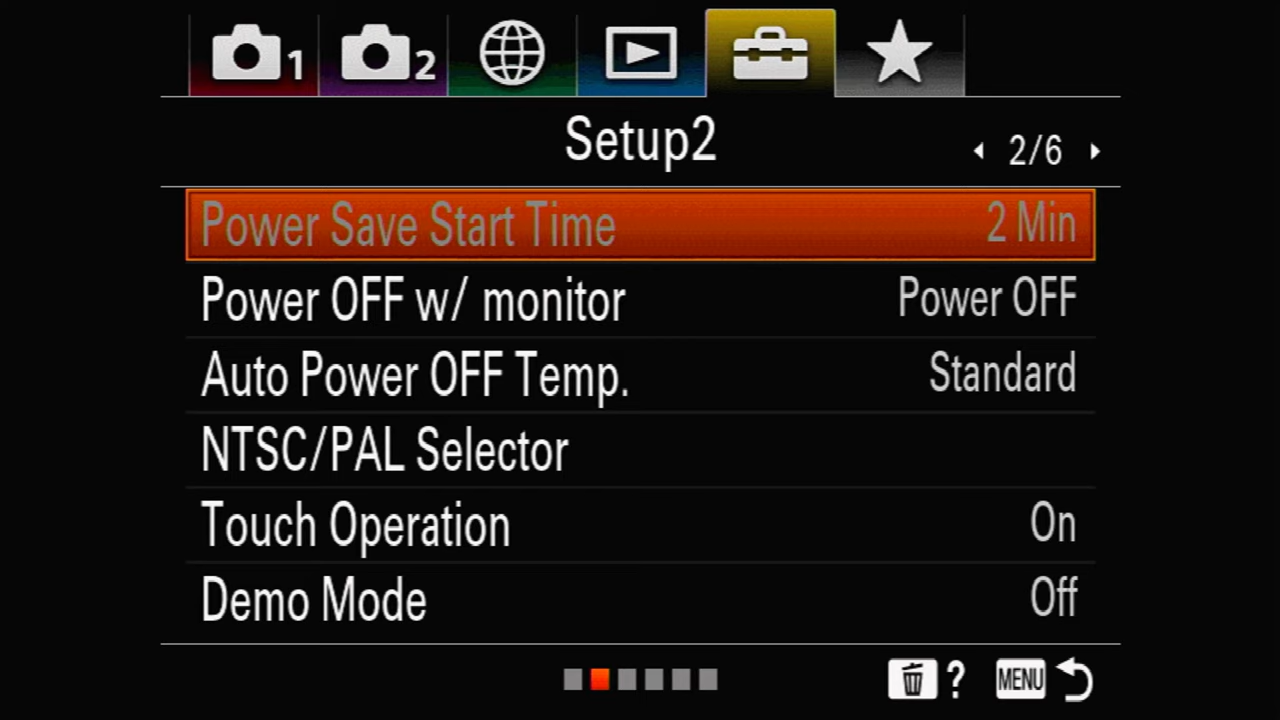 1 2
Setup2
2/6
Power Save Start Time 2 Min
Power OFF w/ monitor Power OFF
Auto Power OFF Temp. Standard
NTSC/PAL Selector
Touch Operation On
Demo Mode Off
? MENU